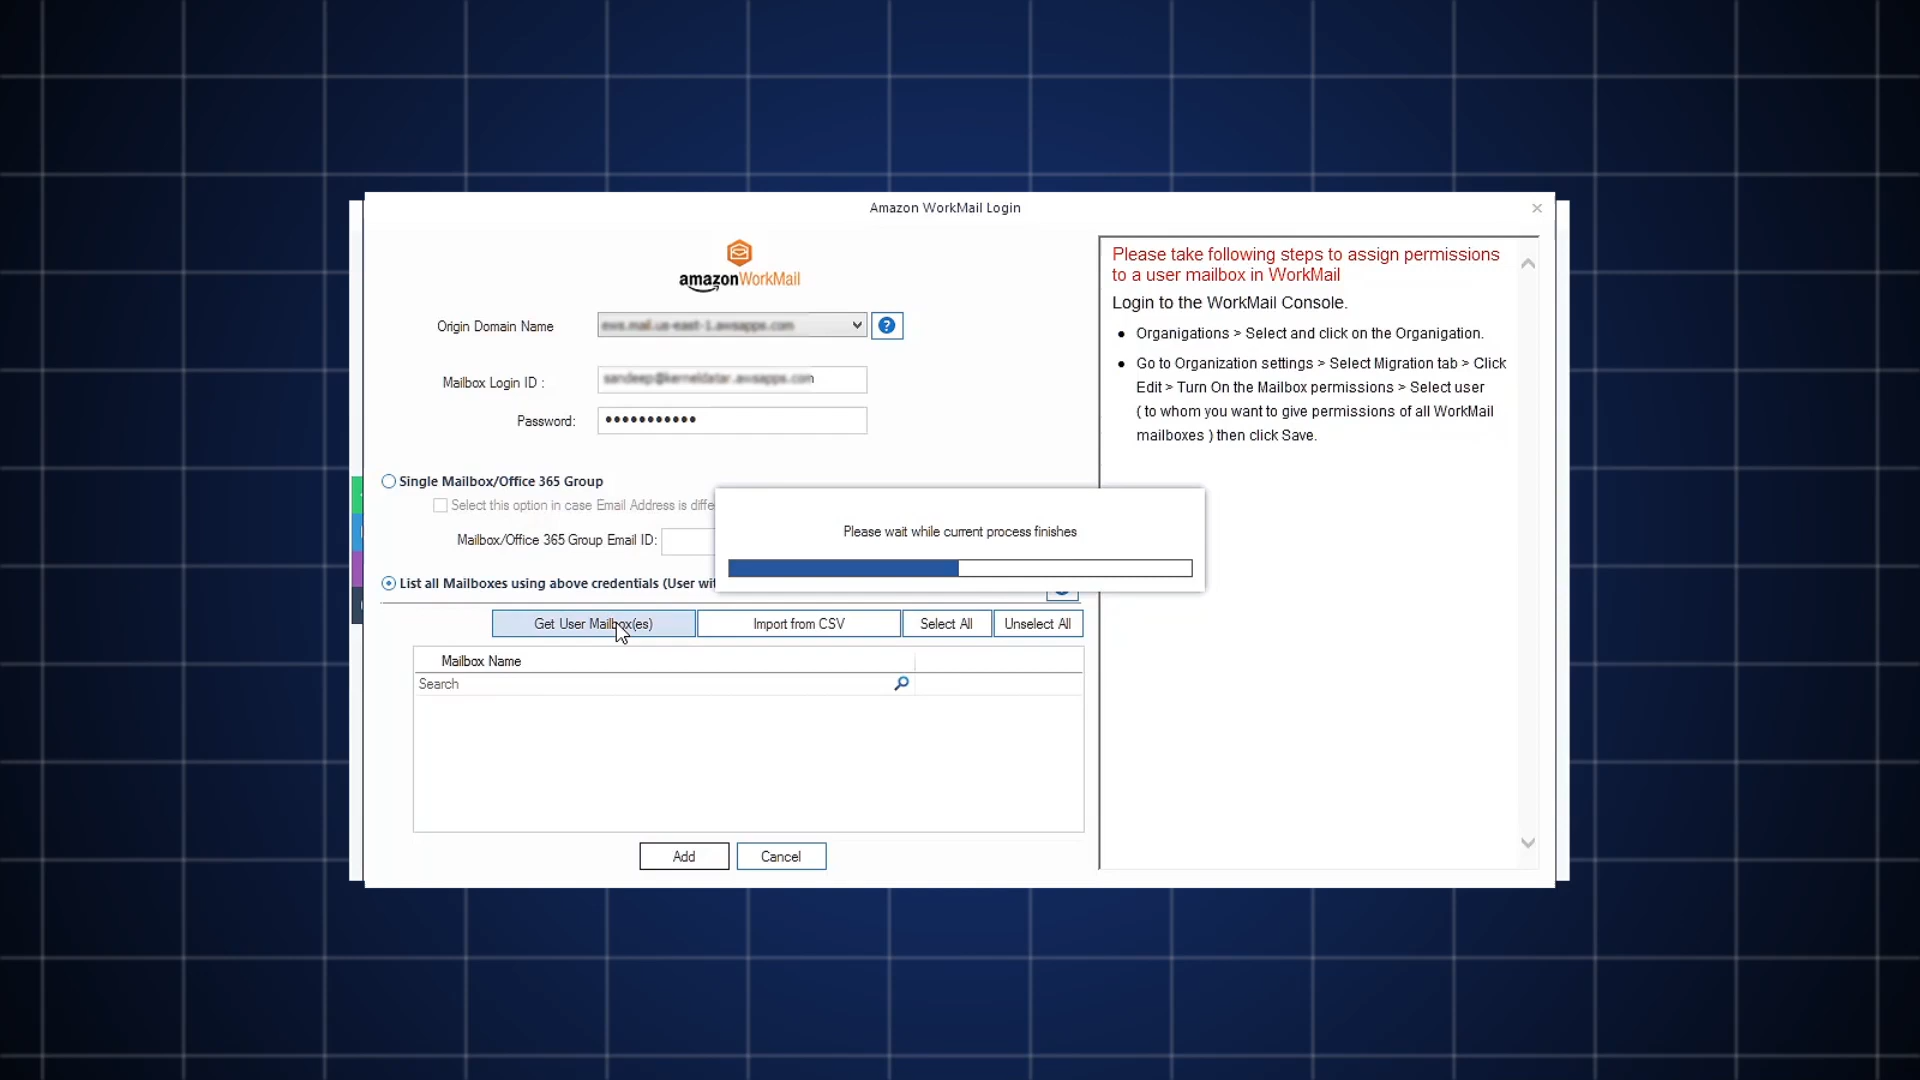 Amazon WorkMail Login
amazonWorkMail
Origin Domain Name
Mailbox Login ID :
Password:
Single Mailbox/Office 365 Group
Select this option in case Email Address is diffe
Mailbox/Office 365 Group Email ID:
List all Mailboxes using above credentials (User wit
Please wait while current process finishes
Get User Mailbox(es)
Import from CSV
Select All
Unselect All
Mailbox Name
Search
Add
Cancel
Please take following steps to assign permissions
to a user mailbox in WorkMail
Login to the WorkMail Console.
Organigations > Select and click on the Organigation.
Go to Organization settings > Select Migration tab > Click
Edit > Turn On the Mailbox permissions > Select user
( to whom you want to give permissions of all WorkMail
mailboxes ) then click Save.